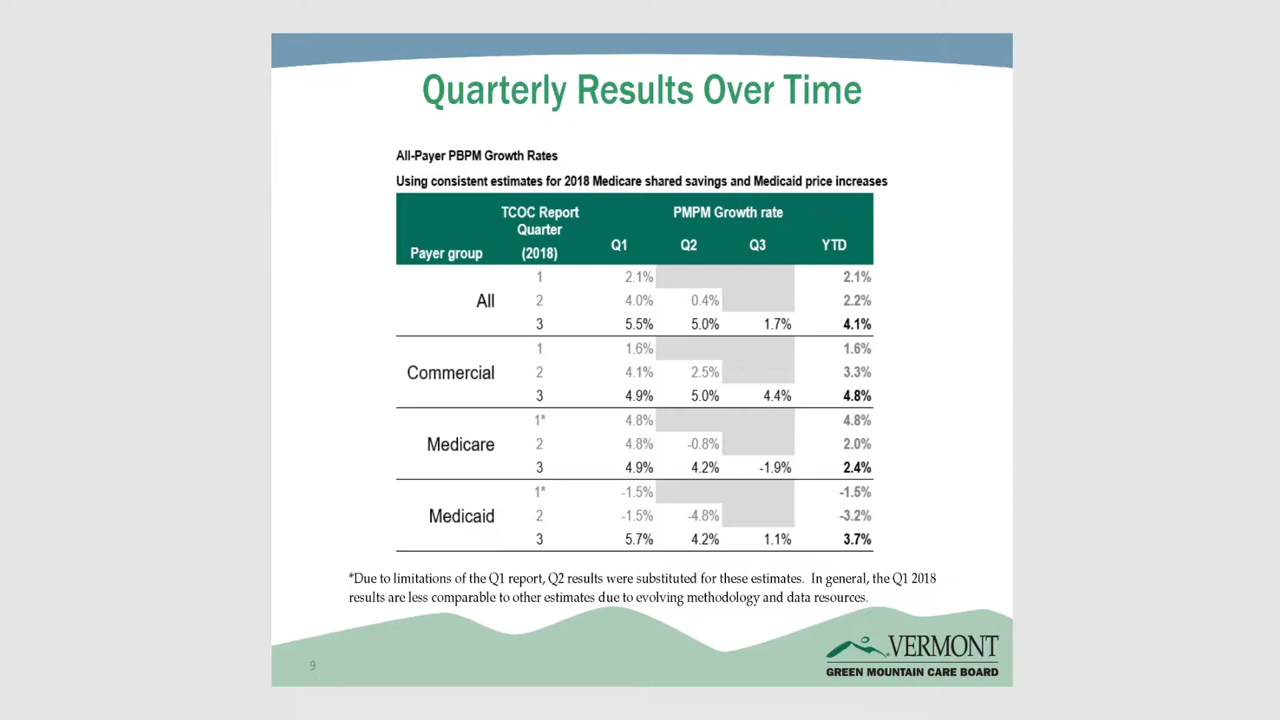 Quarterly Results Over Time
All-Payer PBPM Growth Rates
Using consistent estimates for 2018 Medicare shared savings and Medicaid price increases
Payer group TCOC Report Quarter (2018) PMPM Growth rate
Q1 Q2 Q3 YTD
1 2.1% 2.1%
All 2 4.0% 0.4% 2.2%
3 5.5% 5.0% 1.7% 4.1%
1 1.6% 1.6%
Commercial 2 4.1% 2.5% 3.3%
3 4.9% 5.0% 4.4% 4.8%
1* 4.8% 4.8%
Medicare 2 4.8% -0.8% 2.0%
3 4.9% 4.2% -1.9% 2.4%
1* -1.5% -1.5%
Medicaid 2 -1.5% -4.8% -3.2%
3 5.7% 4.2% 1.1% 3.7%
*Due to limitations of the Q1 report, Q2 results were substituted for these estimates. In general, the Q1 2018
results are less comparable to other estimates due to evolving methodology and data resources.
9
VERMONT
GREEN MOUNTAIN CARE BOARD